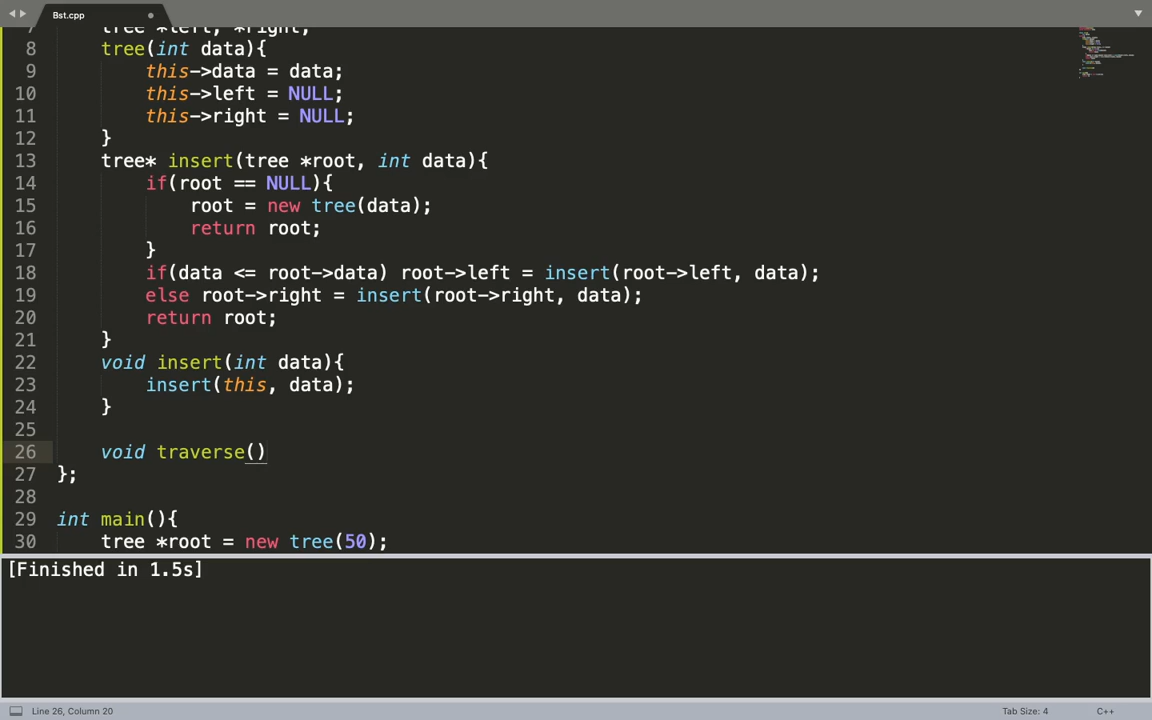 Bst.cpp
7 tree *left, *right;
8 tree(int data){
9 this->data = data;
10 this->left = NULL;
11 this->right = NULL;
12 }
13 tree* insert(tree *root, int data){
14 if(root == NULL){
15 root = new tree(data);
16 return root;
17 }
18 if(data <= root->data) root->left = insert(root->left, data);
19 else root->right = insert(root->right, data);
20 return root;
21 }
22 void insert(int data){
23 insert(this, data);
24 }
25
26 void traverse()
27 };
28
29 int main(){
30 tree *root = new tree(50);
[Finished in 1.5s]
Line 26, Column 20
Tab Size: 4
C++